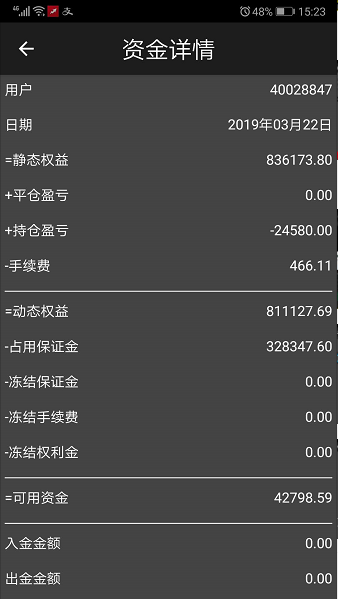 4G 支 48% 15:23
资金详情
用户 40028847
日期 2019年03月22日
=静态权益 836173.80
+平仓盈亏 0.00
+持仓盈亏 -24580.00
-手续费 466.11
=动态权益 811127.69
-占用保证金 328347.60
-冻结保证金 0.00
-冻结手续费 0.00
-冻结权利金 0.00
=可用资金 42798.59
入金金额 0.00
出金金额 0.00